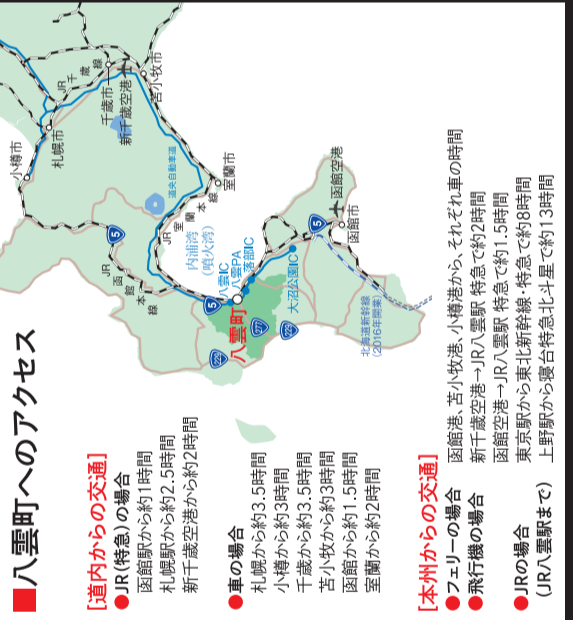 ■八雲町へのアクセス
[道内からの交通]
●JR(特急)の場合
函館駅から約1時間
札幌駅から約2.5時間
新千歳空港から約2時間
●車の場合
札幌から約3.5時間
小樽から約3時間
千歳から約3.5時間
苫小牧から約3時間
函館から約1.5時間
室蘭から約2時間
[本州からの交通]
●フェリーの場合 函館港、苫小牧港、小樽港から、それぞれ車の時間
●飛行機の場合 新千歳空港→JR八雲駅 特急で約2時間
函館空港→JR八雲駅 特急で約1.5時間
●JRの場合 東京駅から東北新幹線・特急で約8時間
(JR八雲駅まで) 上野駅から寝台特急北斗星で約13時間
小樽市
札幌市
JR千歳線
千歳市
新千歳空港
苫小牧市
道央自動車道
室蘭市
JR室蘭本線
内浦湾
(噴火湾)
JR函館本線
5
5
八雲IC
八雲PA
落部IC
八雲町
277
229
大沼公園IC
5
函館空港
函館市
北海道新幹線
(2016年開業)